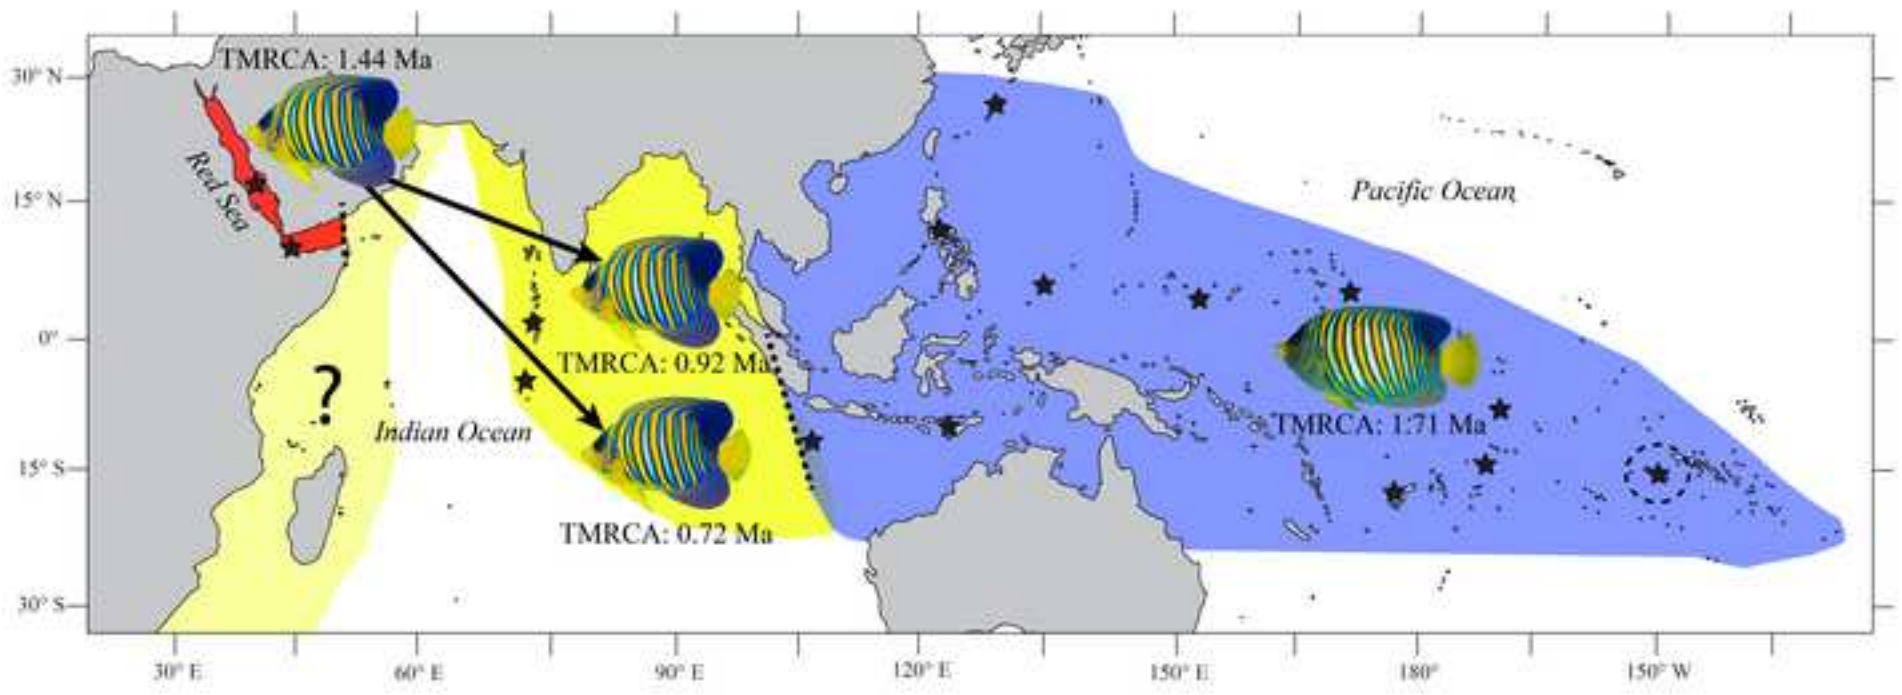 TMRCA: 1.44 Ma
30° N
Red Sea
15° N
Pacific Ocean
0°
TMRCA: 0.92 Ma
?
Indian Ocean
TMRCA: 1.71 Ma
15° S
TMRCA: 0.72 Ma
30° S
30° E
60° E
90° E
120° E
150° E
180°
150° W